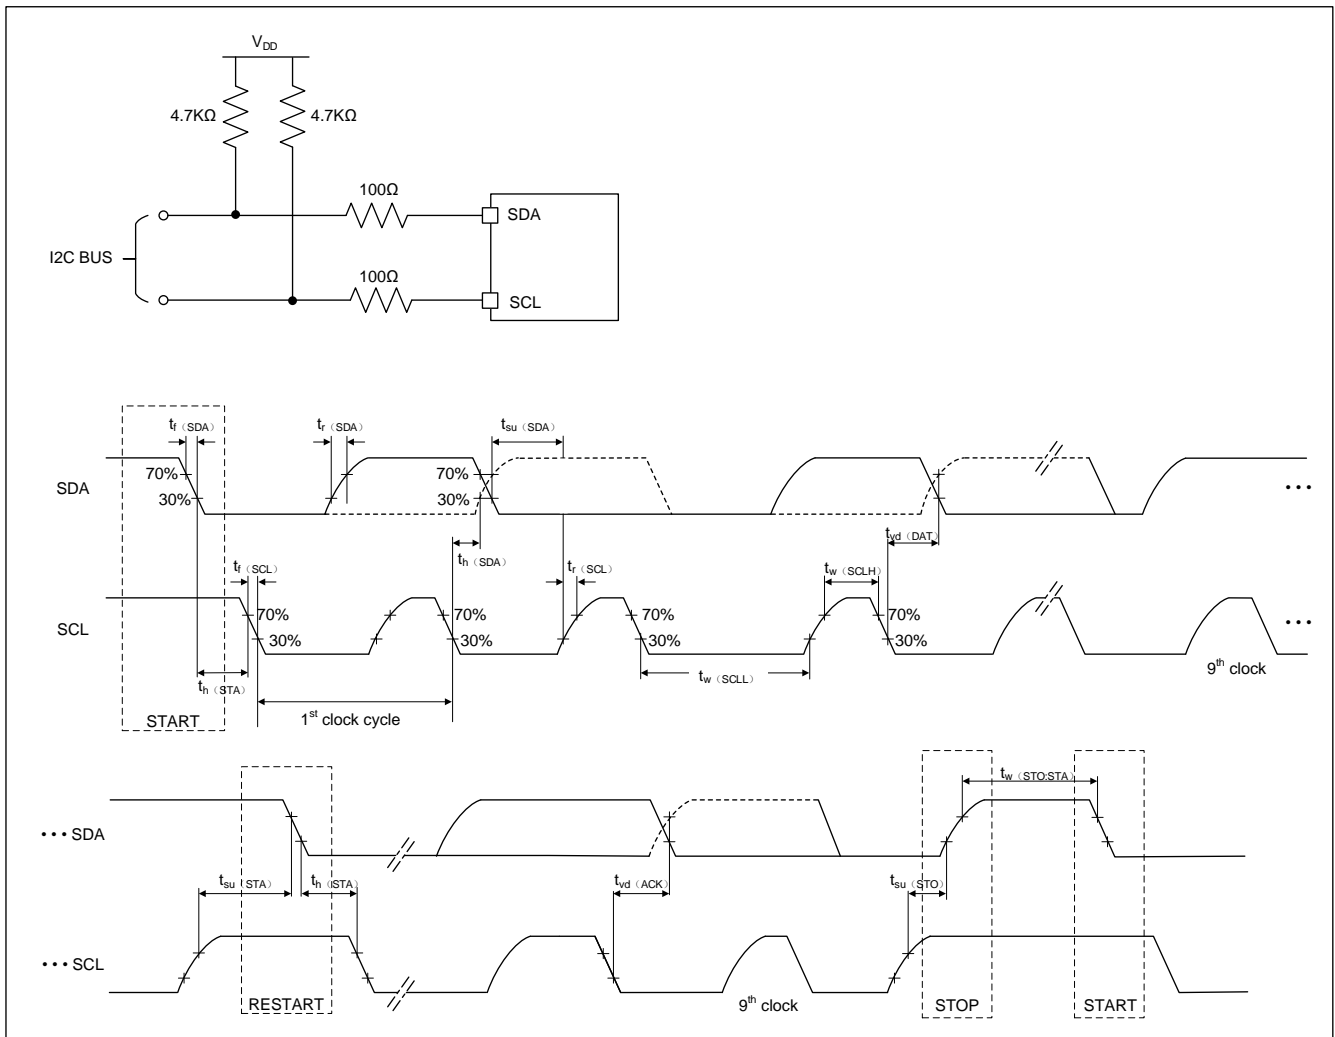 VDD
4.7KΩ 4.7KΩ
100Ω
SDA
I2C BUS
100Ω
SCL
tf（SDA） tr（SDA） tsu（SDA）
70% 70%
SDA
30% 30%
•••
tvd（DAT）
th（SDA）
tf（SCL） tr（SCL） tw（SCLH）
70% 70% 70% 70%
SCL
•••
30% 30% 30% 30%
9th clock
tw（SCLL）
th（STA）
1st clock cycle
START
tw（STO:STA）
••• SDA
tsu（STA） th（STA） tvd（ACK） tsu（STO）
••• SCL
RESTART 9th clock STOP START